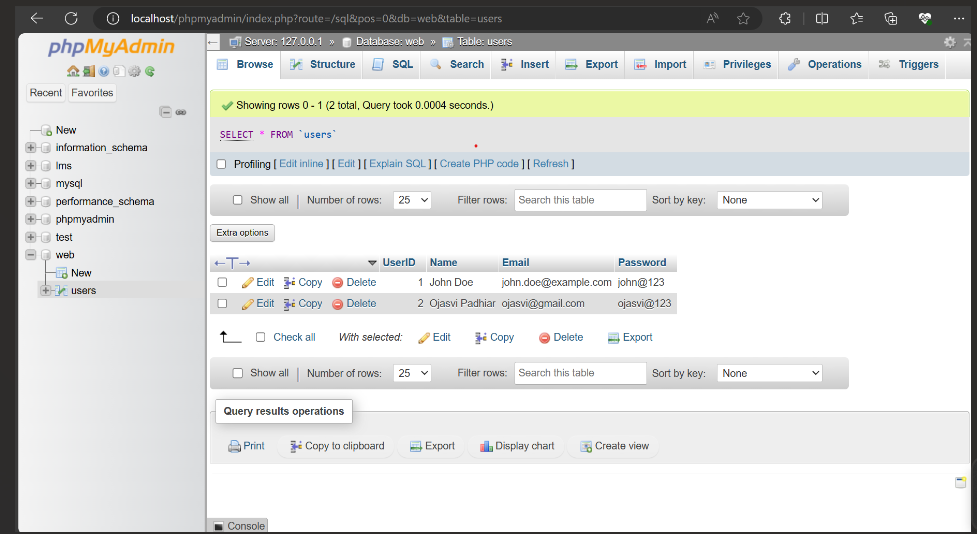 localhost/phpmyadmin/index.php?route=/sql&pos=0&db=web&table=users
phpMyAdmin
Recent Favorites
New
information_schema
lms
mysql
performance_schema
phpmyadmin
test
web
New
users
Server: 127.0.0.1 » Database: web » Table: users
Browse Structure SQL Search Insert Export Import Privileges Operations Triggers
Showing rows 0 - 1 (2 total, Query took 0.0004 seconds.)
SELECT * FROM `users`
Profiling [ Edit inline ] [ Edit ] [ Explain SQL ] [ Create PHP code ] [ Refresh ]
Show all Number of rows: 25 Filter rows: Search this table Sort by key: None
Extra options
UserID Name Email Password
Edit Copy Delete 1 John Doe john.doe@example.com john@123
Edit Copy Delete 2 Ojasvi Padhiar ojasvi@gmail.com ojasvi@123
Check all With selected: Edit Copy Delete Export
Show all Number of rows: 25 Filter rows: Search this table Sort by key: None
Query results operations
Print Copy to clipboard Export Display chart Create view
Console